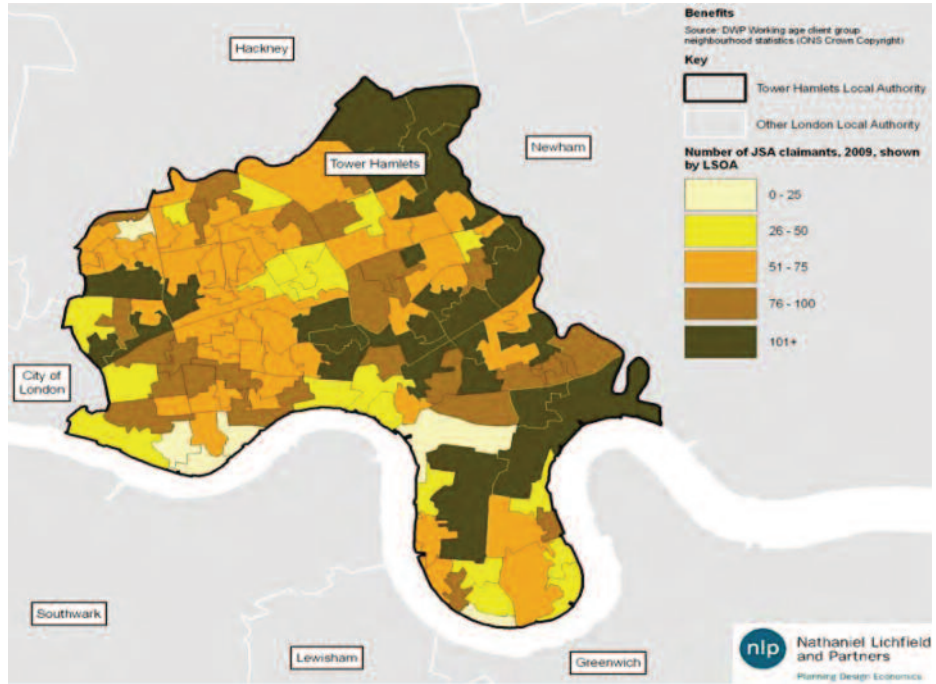 Benefits
Source: DWP Working age client group
neighbourhood statistics (ONS Crown Copyright)
Key
Tower Hamlets Local Authority
Other London Local Authority
Number of JSA claimants, 2009, shown
by LSOA
0 - 25
26 - 50
51 - 75
76 - 100
101+
Hackney
Tower Hamlets
Newham
City of
London
Southwark
Lewisham
Greenwich
nlp
Nathaniel Lichfield
and Partners
Planning Design Economics